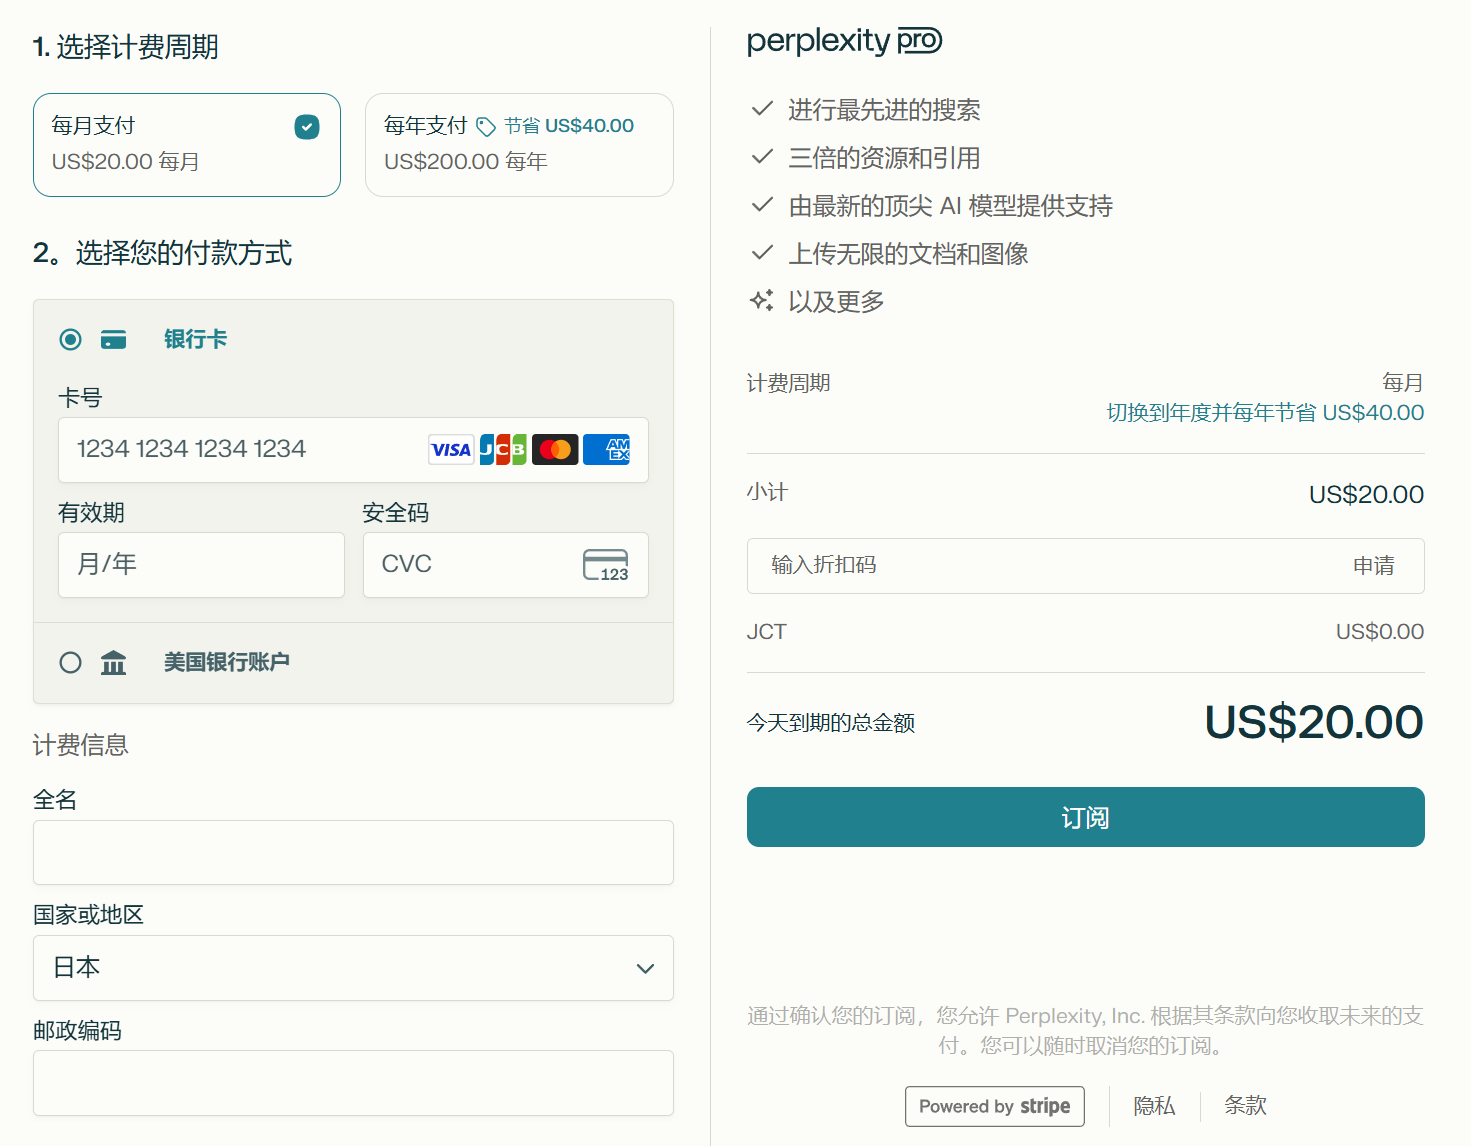 1. 选择计费周期
每月支付
US$20.00 每月
每年支付 节省 US$40.00
US$200.00 每年
2。选择您的付款方式
银行卡
卡号
1234 1234 1234 1234 VISA JCB AMEX
有效期
月/年
安全码
CVC 123
美国银行账户
计费信息
全名
国家或地区
日本
邮政编码
perplexity pro
进行最先进的搜索
三倍的资源和引用
由最新的顶尖 AI 模型提供支持
上传无限的文档和图像
以及更多
计费周期 每月
切换到年度并每年节省 US$40.00
小计 US$20.00
输入折扣码 申请
JCT US$0.00
今天到期的总金额 US$20.00
订阅
通过确认您的订阅，您允许 Perplexity, Inc. 根据其条款向您收取未来的支
付。您可以随时取消您的订阅。
Powered by stripe 隐私 条款